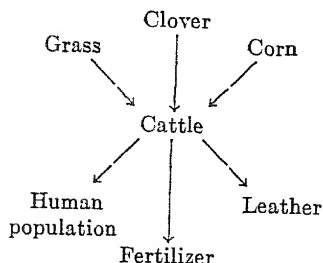 Clover
Grass
Corn
Cattle
Human
population
Leather
Fertilizer